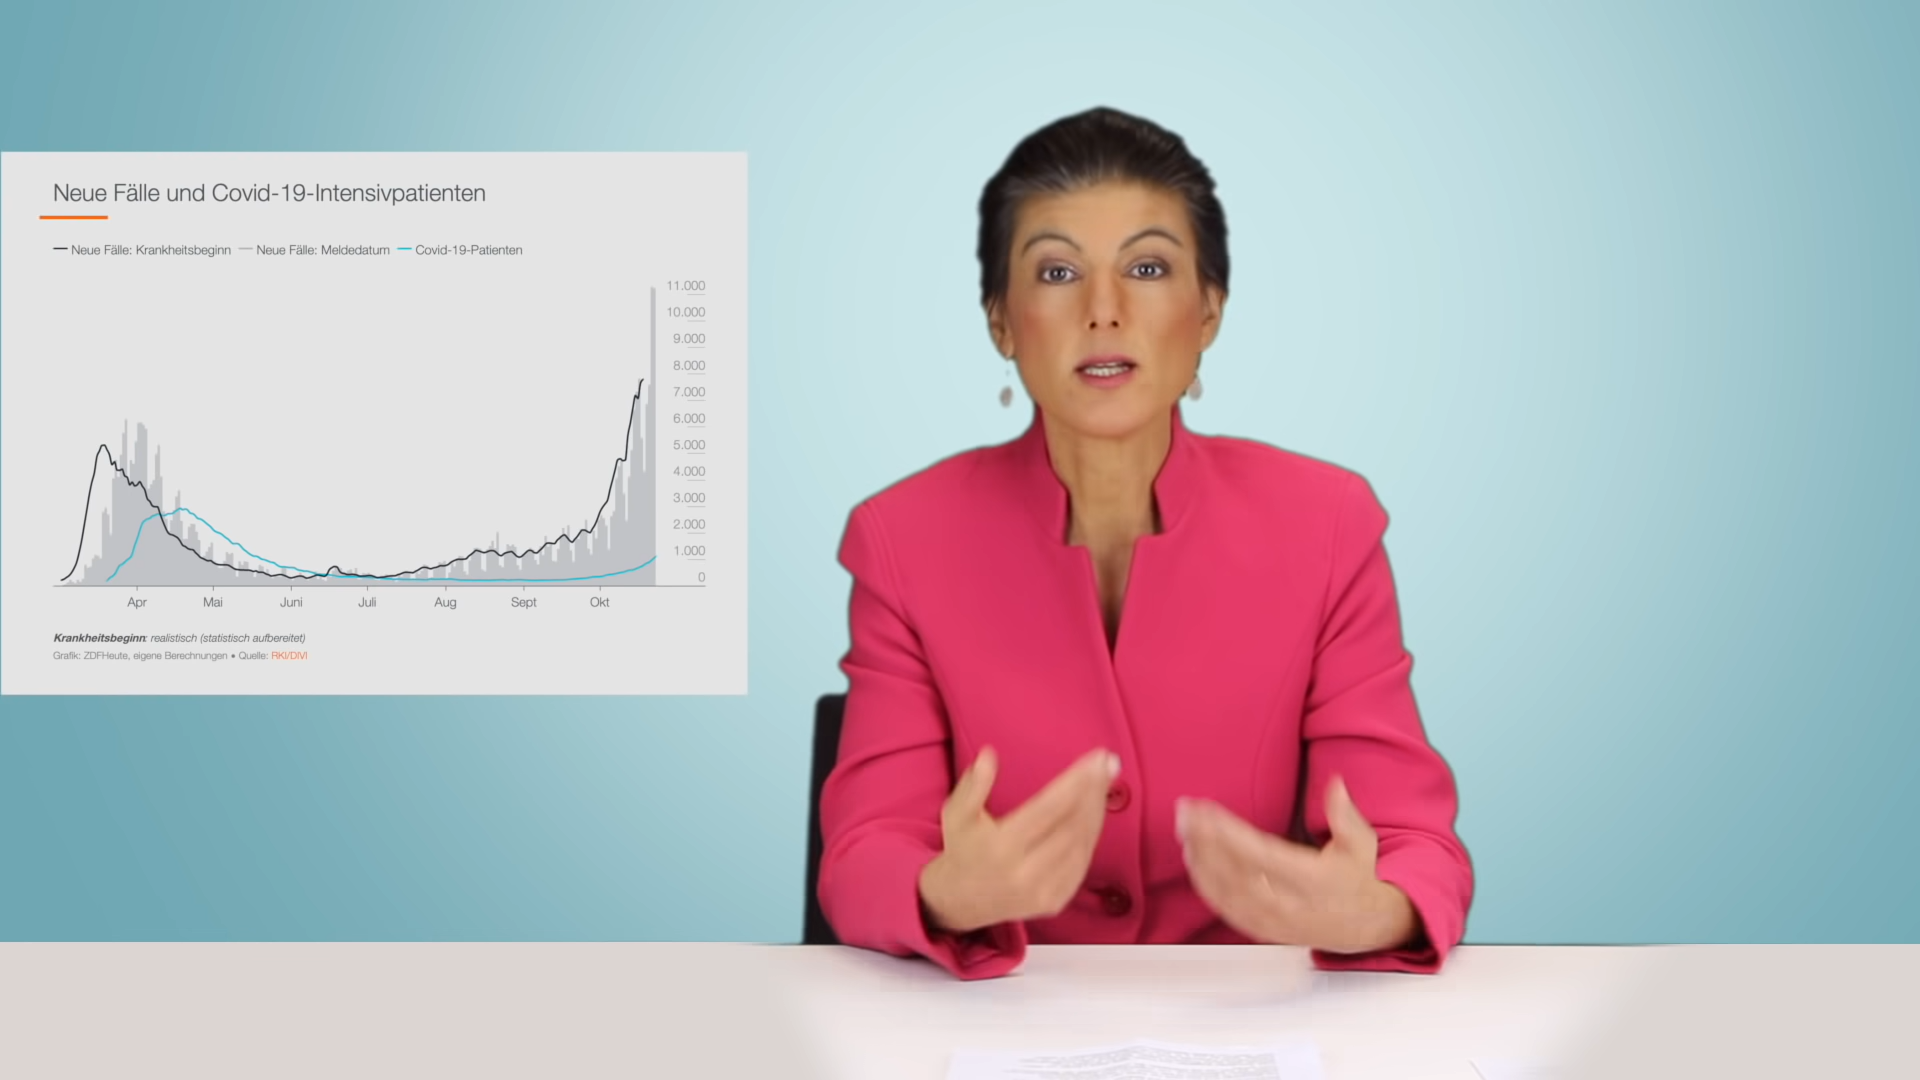 Neue Fälle und Covid-19-Intensivpatienten
Neue Fälle: Krankheitsbeginn Neue Fälle: Meldedatum Covid-19-Patienten
11.000
10.000
9.000
8.000
7.000
6.000
5.000
4.000
3.000
2.000
1.000
0
Apr Mai Juni Juli Aug Sept Okt
Krankheitsbeginn: realistisch (statistisch aufbereitet)
Grafik: ZDFHeute, eigene Berechnungen • Quelle: RKI/DIVI